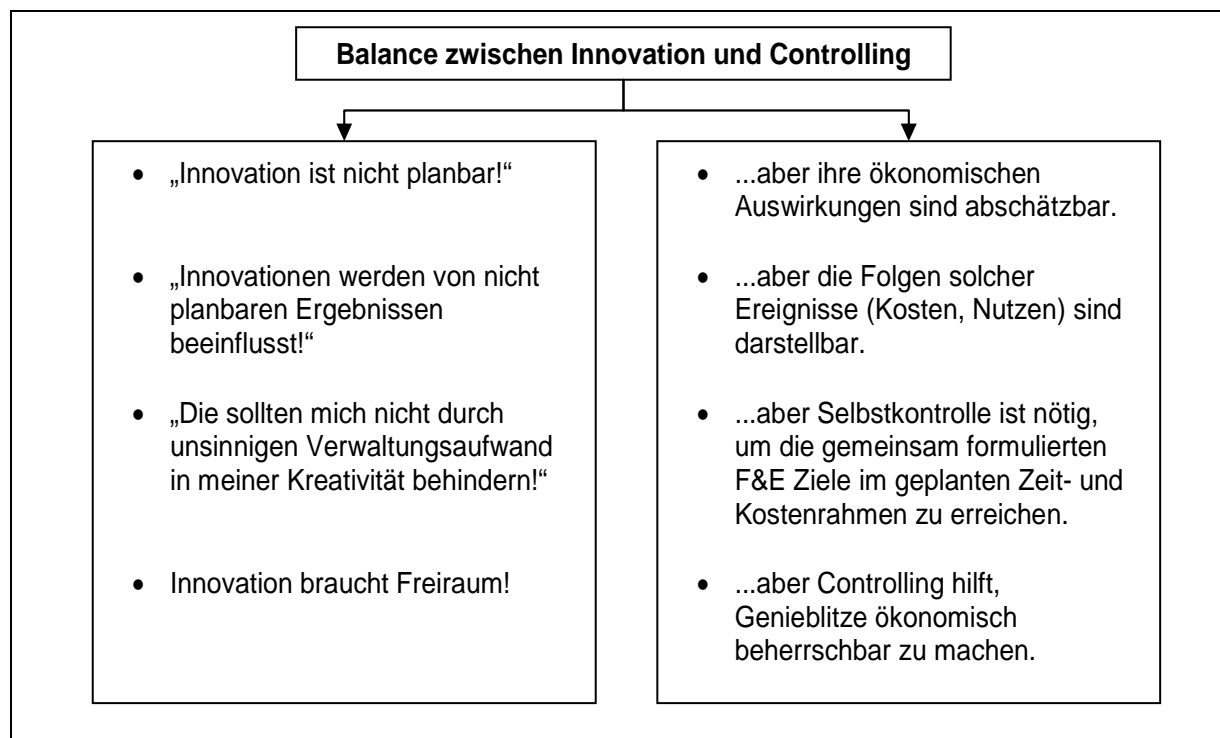 Balance zwischen Innovation und Controlling
• „Innovation ist nicht planbar!“
• „Innovationen werden von nicht
planbaren Ergebnissen
beeinflusst!“
• „Die sollten mich nicht durch
unsinnigen Verwaltungsaufwand
in meiner Kreativität behindern!“
• Innovation braucht Freiraum!
• ...aber ihre ökonomischen
Auswirkungen sind abschätzbar.
• ...aber die Folgen solcher
Ereignisse (Kosten, Nutzen) sind
darstellbar.
• ...aber Selbstkontrolle ist nötig,
um die gemeinsam formulierten
F&E Ziele im geplanten Zeit- und
Kostenrahmen zu erreichen.
• ...aber Controlling hilft,
Genieblitze ökonomisch
beherrschbar zu machen.